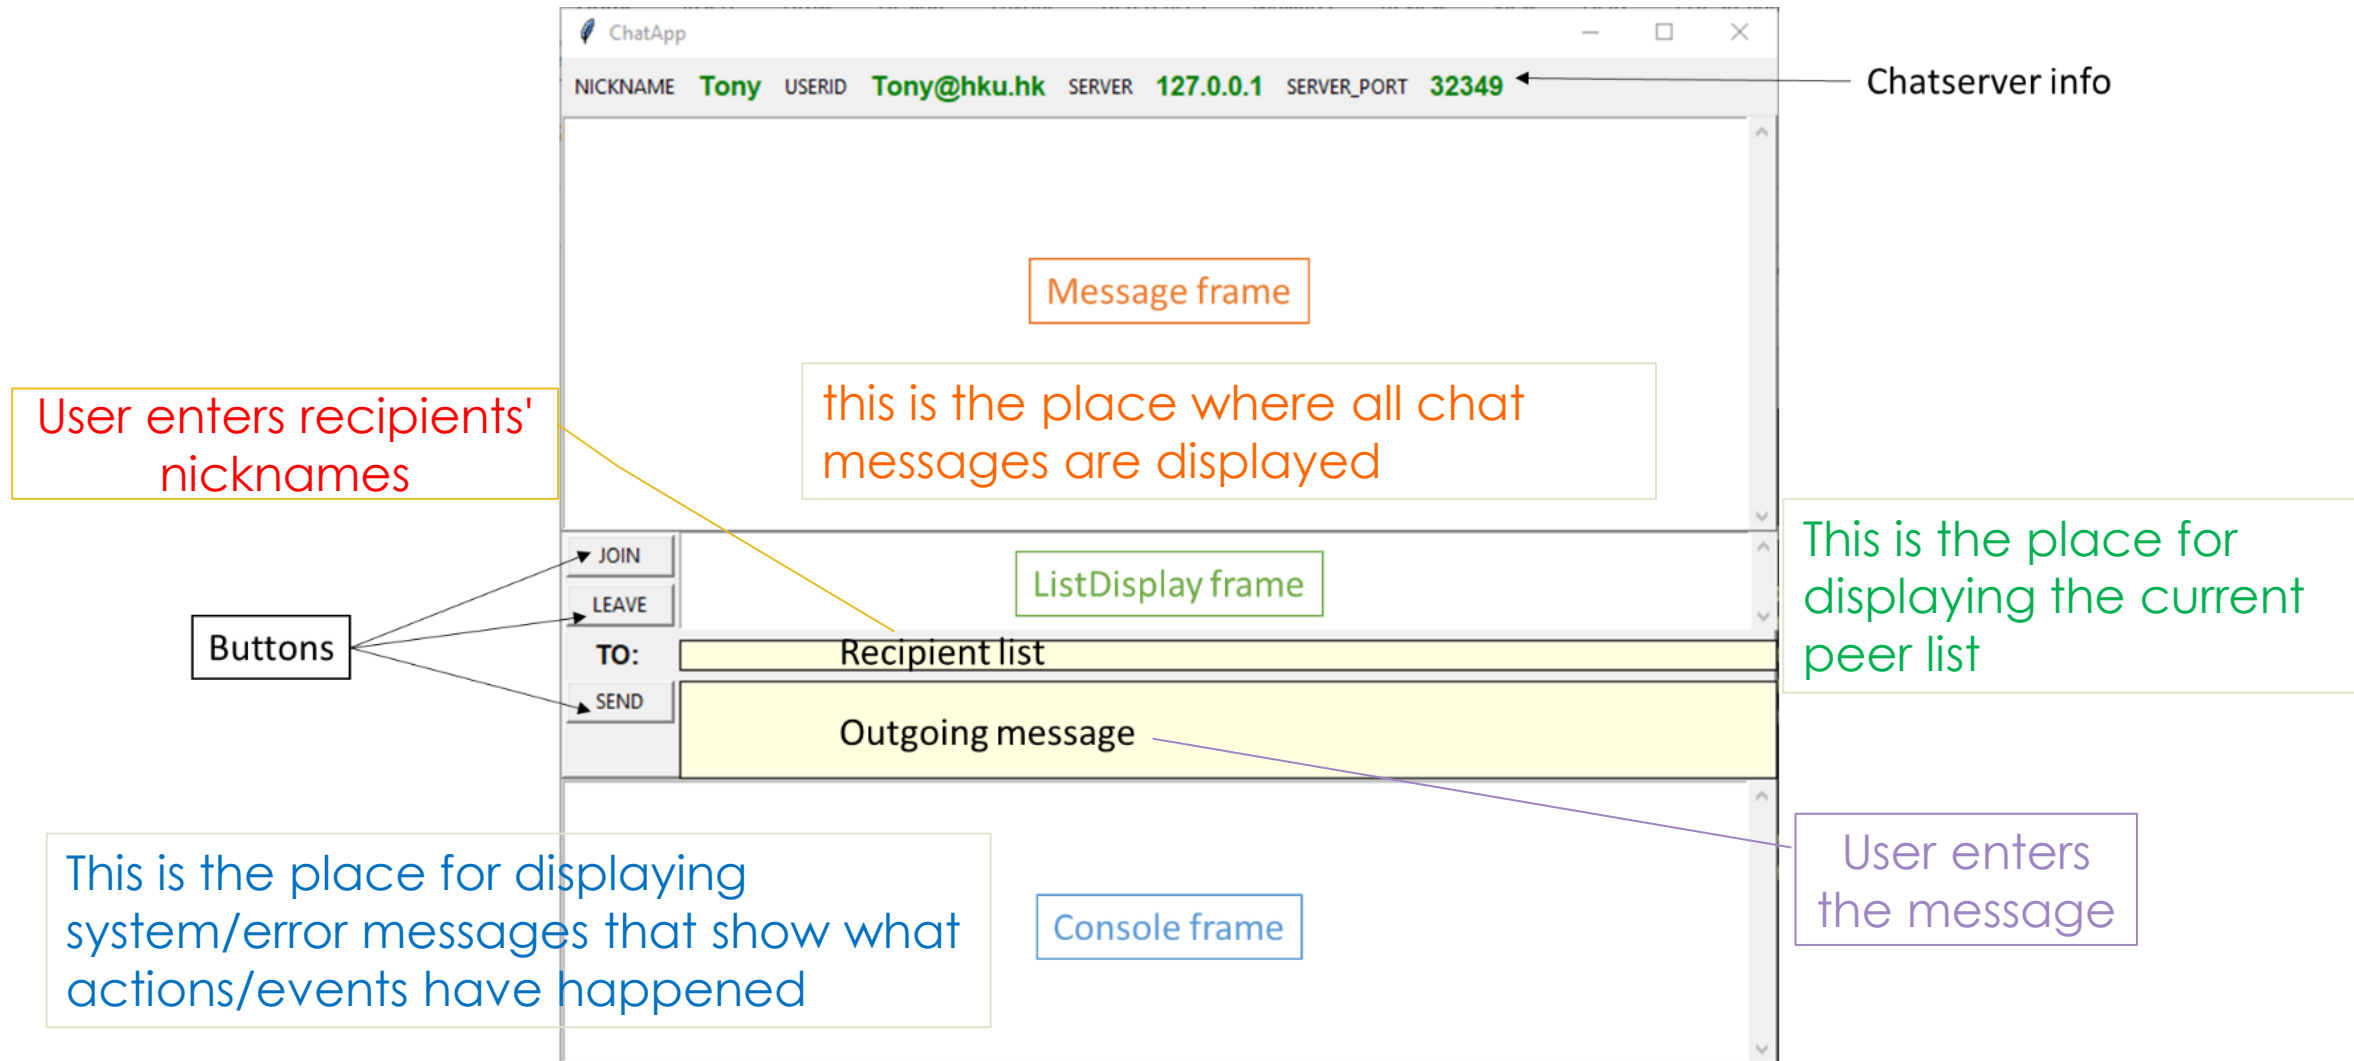 ChatApp
NICKNAME Tony USERID Tony@hku.hk SERVER 127.0.0.1 SERVER_PORT 32349
Chatserver info
Message frame
this is the place where all chat
messages are displayed
User enters recipients'
nicknames
JOIN
LEAVE
ListDisplay frame
This is the place for
displaying the current
peer list
Buttons
TO:
Recipient list
SEND
Outgoing message
User enters
the message
This is the place for displaying
system/error messages that show what
actions/events have happened
Console frame